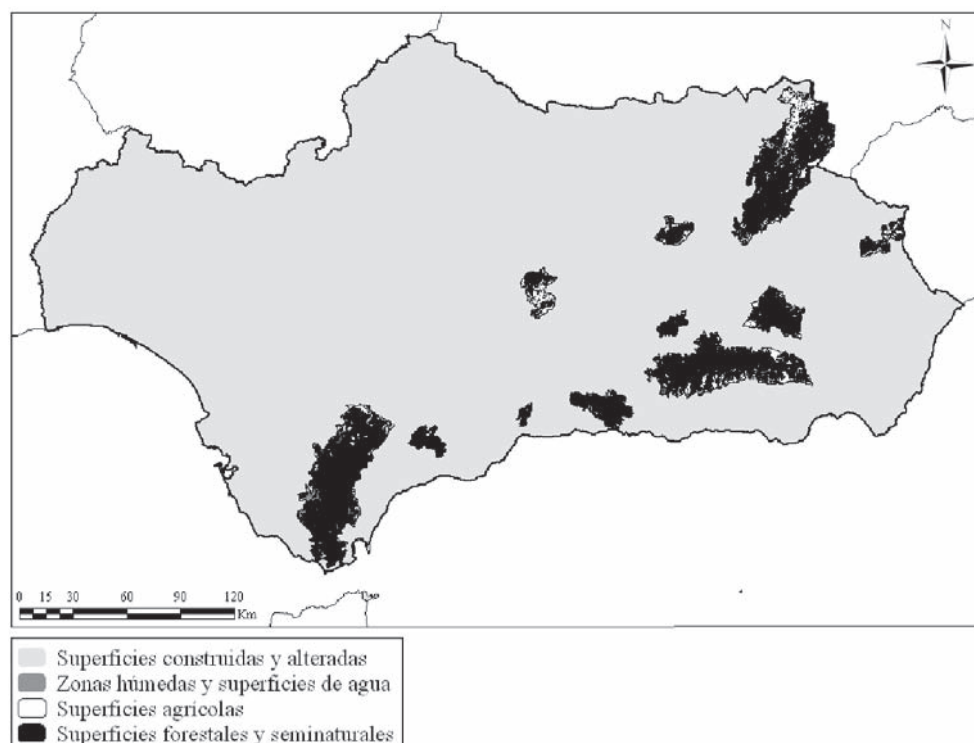 N
0 15 30 60 90 120
Km
Superficies construidas y alteradas
Zonas húmedas y superficies de agua
Superficies agrícolas
Superficies forestales y seminaturales